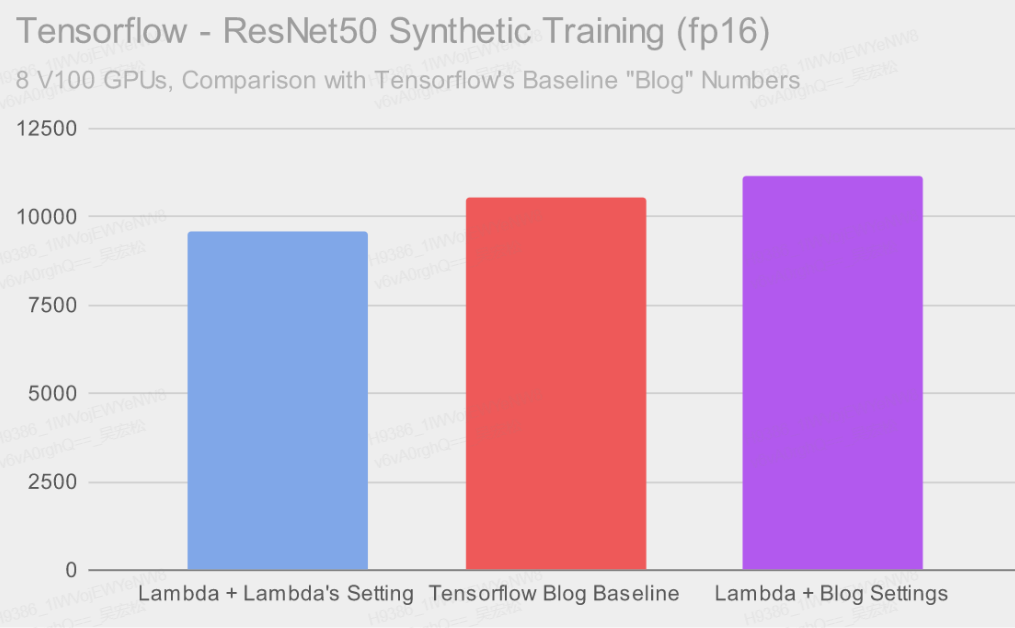 Tensorflow - ResNet50 Synthetic Training (fp16)
8 V100 GPUs, Comparison with Tensorflow's Baseline "Blog" Numbers
12500
10000
7500
5000
2500
0
Lambda + Lambda's Setting
Tensorflow Blog Baseline
Lambda + Blog Settings